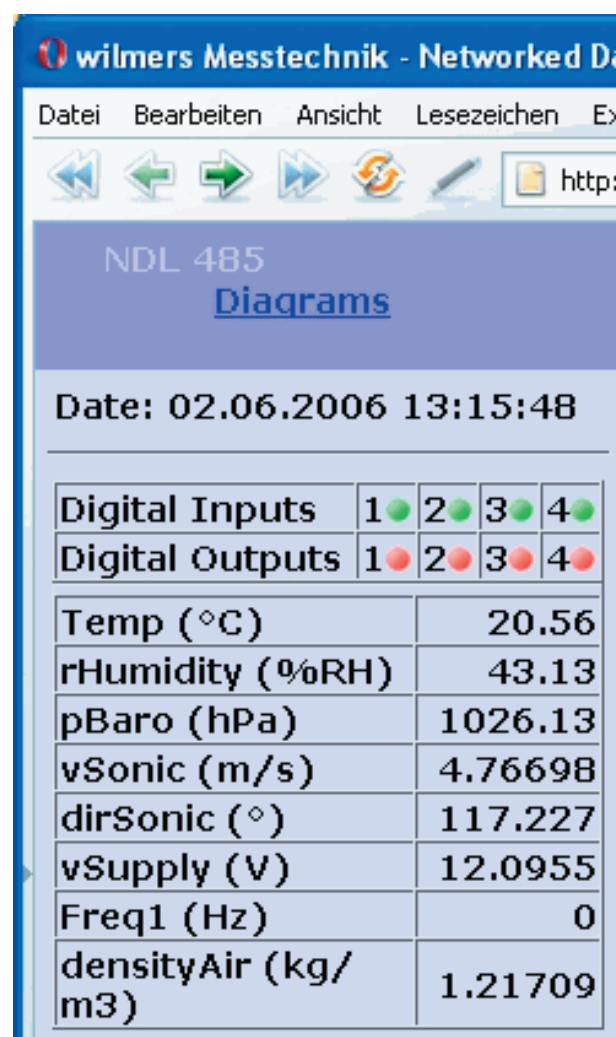 wilmers Messtechnik - Networked
Datei Bearbeiten Ansicht Lesezeichen
http:
NDL 485
Diagrams
Date: 02.06.2006 13:15:48
Digital Inputs 1 2 3 4
Digital Outputs 1 2 3 4
Temp (°C) 20.56
rHumidity (%RH) 43.13
pBaro (hPa) 1026.13
vSonic (m/s) 4.76698
dirSonic (°) 117.227
vSupply (V) 12.0955
Freq1 (Hz) 0
densityAir (kg/
m3) 1.21709